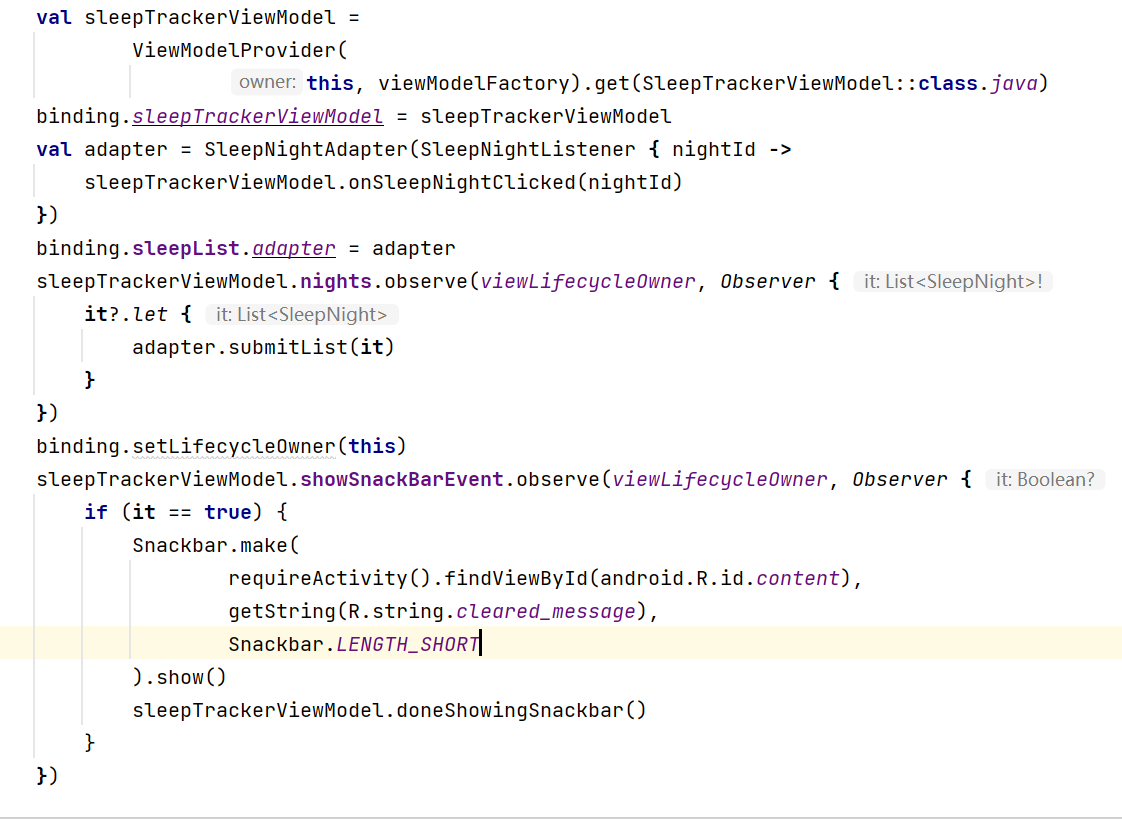 val sleepTrackerViewModel =
        ViewModelProvider(
                owner: this, viewModelFactory).get(SleepTrackerViewModel::class.java)
binding.sleepTrackerViewModel = sleepTrackerViewModel
val adapter = SleepNightAdapter(SleepNightListener { nightId ->
    sleepTrackerViewModel.onSleepNightClicked(nightId)
})
binding.sleepList.adapter = adapter
sleepTrackerViewModel.nights.observe(viewLifecycleOwner, Observer { it: List<SleepNight>!
    it?.let { it: List<SleepNight>
        adapter.submitList(it)
    }
})
binding.setLifecycleOwner(this)
sleepTrackerViewModel.showSnackBarEvent.observe(viewLifecycleOwner, Observer { it: Boolean?
    if (it == true) {
        Snackbar.make(
                requireActivity().findViewById(android.R.id.content),
                getString(R.string.cleared_message),
                Snackbar.LENGTH_SHORT
        ).show()
        sleepTrackerViewModel.doneShowingSnackbar()
    }
})